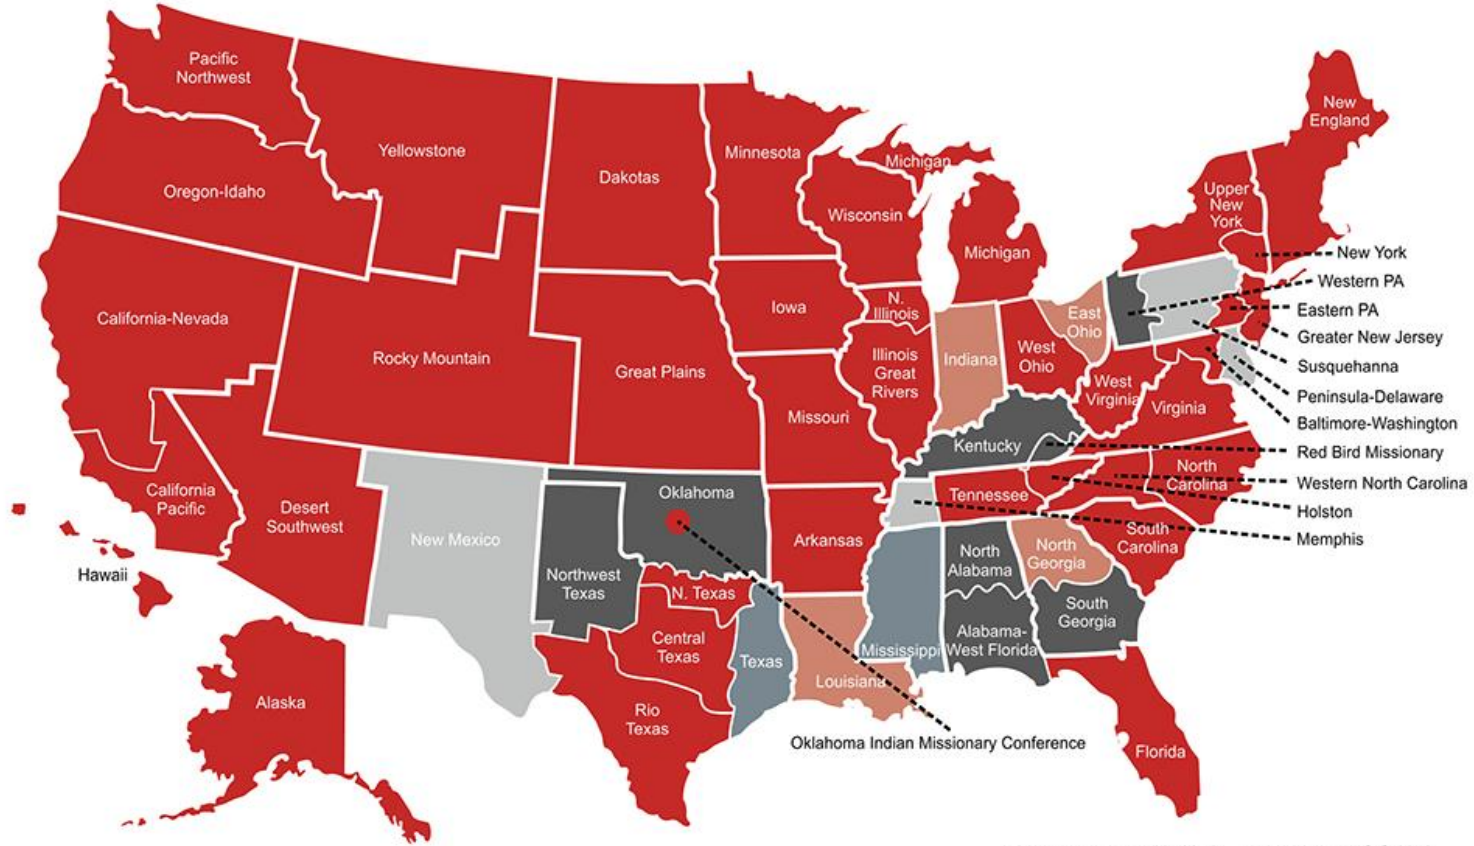 Pacific
Northwest
Yellowstone
Oregon-Idaho
Dakotas
Minnesota
Michigan
Wisconsin
Michigan
New
England
Upper
New
York
New York
Western PA
Eastern PA
Greater New Jersey
Susquehanna
Peninsula-Delaware
Baltimore-Washington
Red Bird Missionary
Western North Carolina
Holston
Memphis
California-Nevada
Rocky Mountain
Great Plains
Iowa
N.
Illinois
Illinois
Great
Rivers
Indiana
East
Ohio
West
Ohio
West
Virginia
Virginia
Missouri
Kentucky
California
Pacific
Desert
Southwest
New Mexico
Oklahoma
Arkansas
Tennessee
North
Carolina
South
Carolina
North
Alabama
North
Georgia
South
Georgia
Northwest
Texas
N. Texas
Central
Texas
Texas
Rio
Texas
Louisiana
Mississippi
Alabama-
West Florida
Florida
Hawaii
Alaska
Oklahoma Indian Missionary Conference